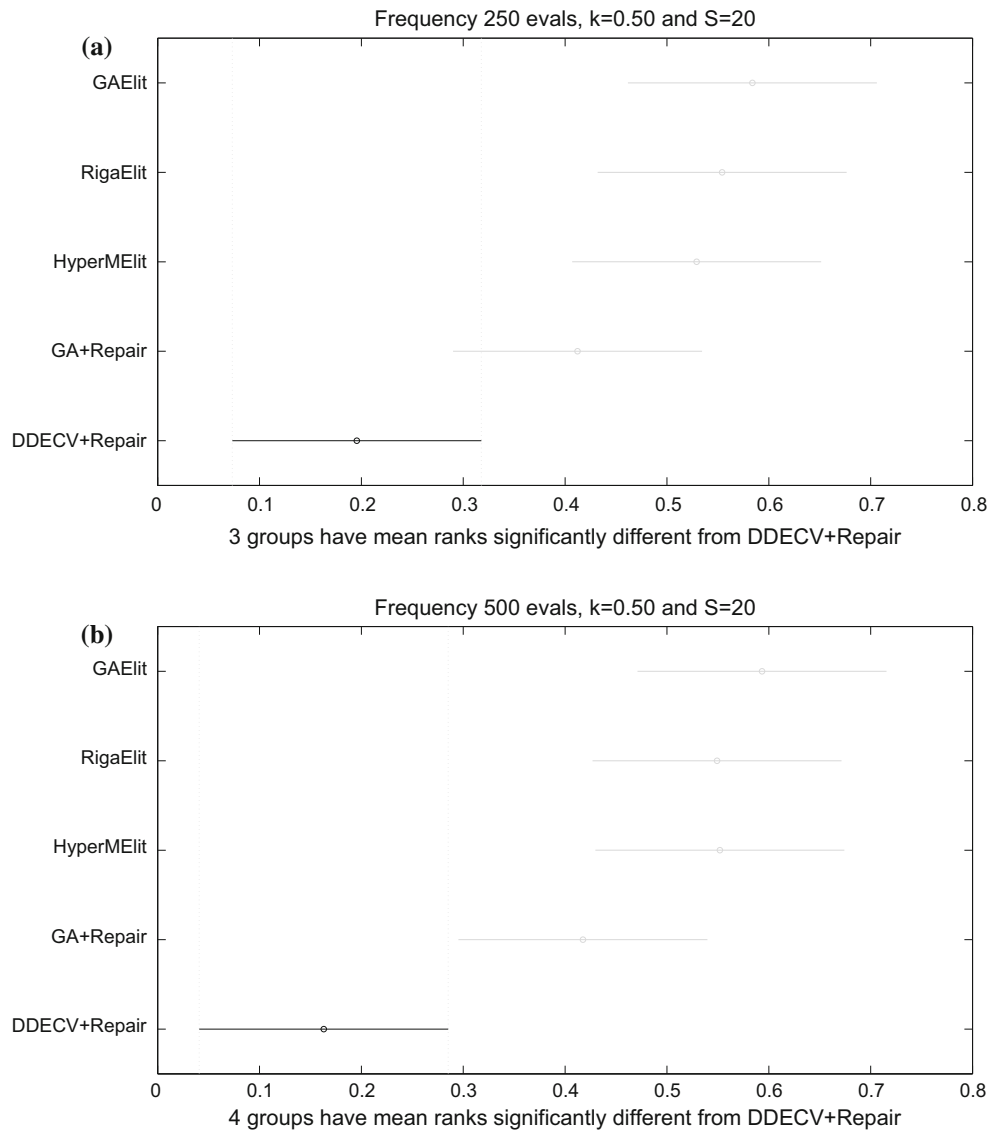 Frequency 250 evals, k=0.50 and S=20
(a)
GAElit
RigaElit
HyperMElit
GA+Repair
DDECV+Repair
0 0.1 0.2 0.3 0.4 0.5 0.6 0.7 0.8
3 groups have mean ranks significantly different from DDECV+Repair
Frequency 500 evals, k=0.50 and S=20
(b)
GAElit
RigaElit
HyperMElit
GA+Repair
DDECV+Repair
0 0.1 0.2 0.3 0.4 0.5 0.6 0.7 0.8
4 groups have mean ranks significantly different from DDECV+Repair